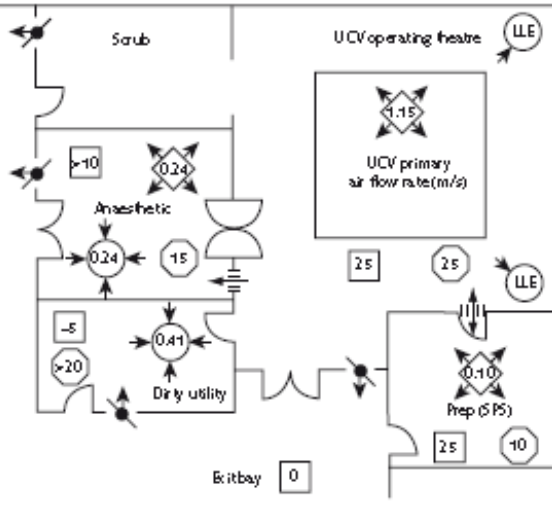 Scrub
UCV operating theatre
LLE
1.15
UCV primary
air flow rate (m/s)
>10
0.24
Anaesthetic
0.24
15
25
25
LLE
–5
0.41
>20
Dirty utility
0.10
Prep (SPS)
25
10
Exit bay
0